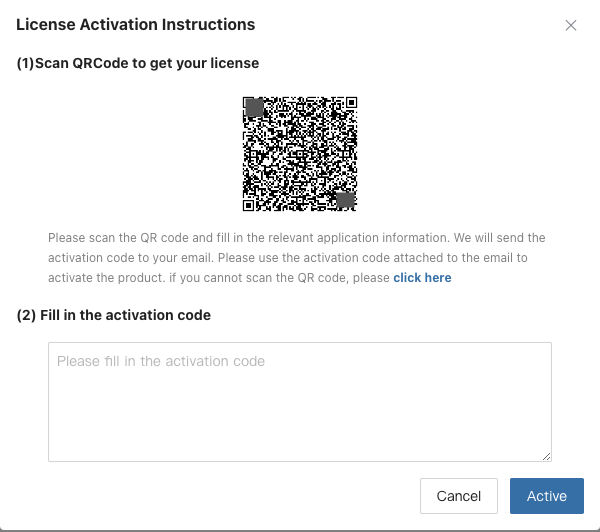 License Activation Instructions
(1)Scan QRCode to get your license
Please scan the QR code and fill in the relevant application information. We will send the
activation code to your email. Please use the activation code attached to the email to
activate the product. if you cannot scan the QR code, please click here
(2) Fill in the activation code
Please fill in the activation code
Cancel
Active